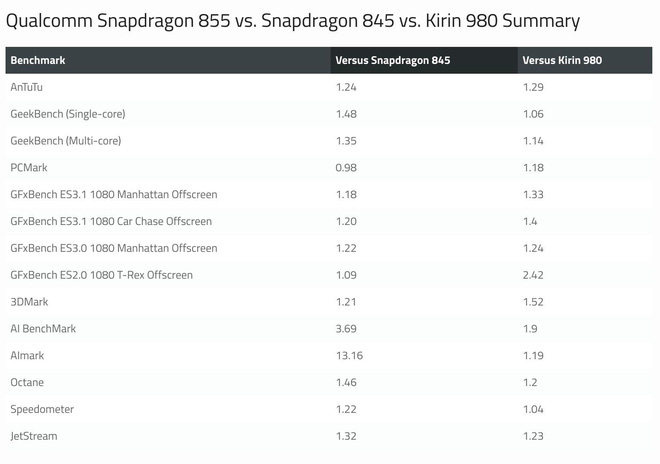 Qualcomm Snapdragon 855 vs. Snapdragon 845 vs. Kirin 980 Summary
Benchmark Versus Snapdragon 845 Versus Kirin 980
AnTuTu 1.24 1.29
GeekBench (Single-core) 1.48 1.06
GeekBench (Multi-core) 1.35 1.14
PCMark 0.98 1.18
GFxBench ES3.1 1080 Manhattan Offscreen 1.18 1.33
GFxBench ES3.1 1080 Car Chase Offscreen 1.20 1.4
GFxBench ES3.0 1080 Manhattan Offscreen 1.22 1.24
GFxBench ES2.0 1080 T-Rex Offscreen 1.09 2.42
3DMark 1.21 1.52
AI BenchMark 3.69 1.9
AImark 13.16 1.19
Octane 1.46 1.2
Speedometer 1.22 1.04
JetStream 1.32 1.23